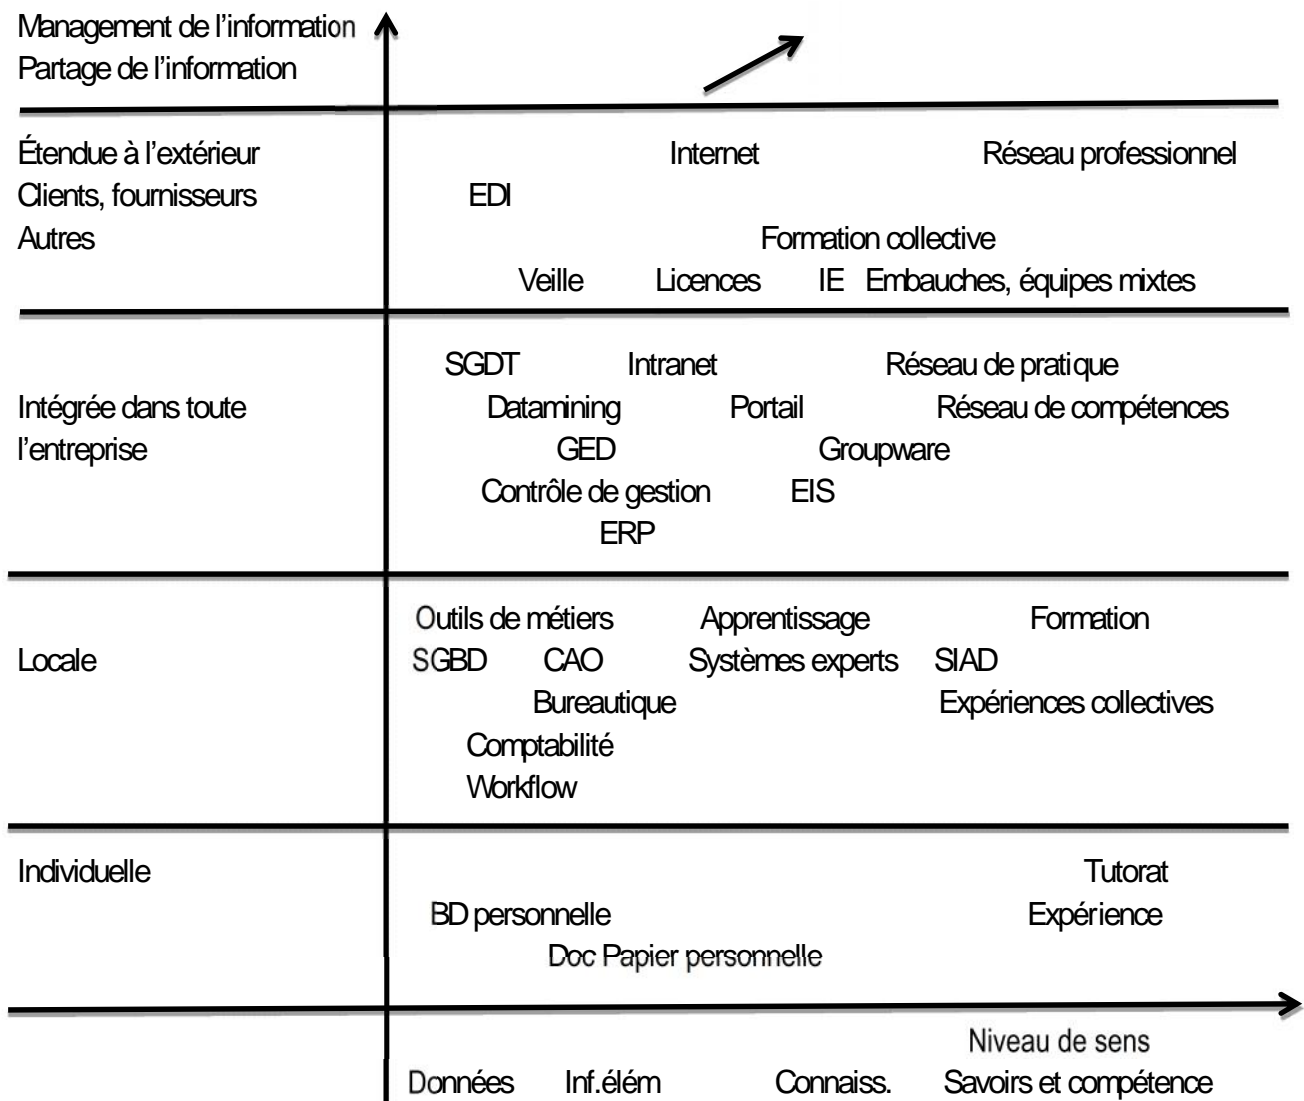 Management de l'information
Partage de l'information
Étendue à l'extérieur Internet Réseau professionnel
Clients, fournisseurs EDI
Autres Formation collective
Veille Licences IE Embauches, équipes mixtes
SGDT Intranet Réseau de pratique
Intégrée dans toute Datamining Portail Réseau de compétences
l'entreprise GED Groupware
Contrôle de gestion EIS
ERP
Outils de métiers Apprentissage Formation
Locale SGBD CAO Systèmes experts SIAD
Bureautique Expériences collectives
Comptabilité
Workflow
Individuelle Tutorat
BD personnelle Expérience
Doc Papier personnelle
Niveau de sens
Données Inf.élém Connaiss. Savoirs et compétence